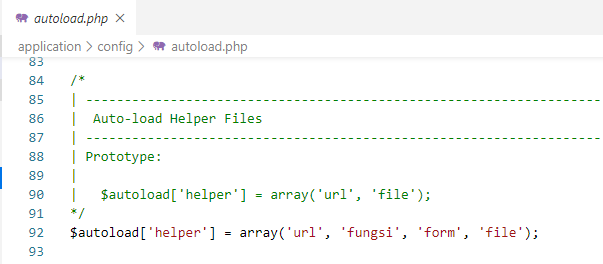 autoload.php ×
application > config > autoload.php
83
84 /*
85 | -------------------------------------------------------------------
86 | Auto-load Helper Files
87 | -------------------------------------------------------------------
88 | Prototype:
89 |
90 | $autoload['helper'] = array('url', 'file');
91 */
92 $autoload['helper'] = array('url', 'fungsi', 'form', 'file');
93